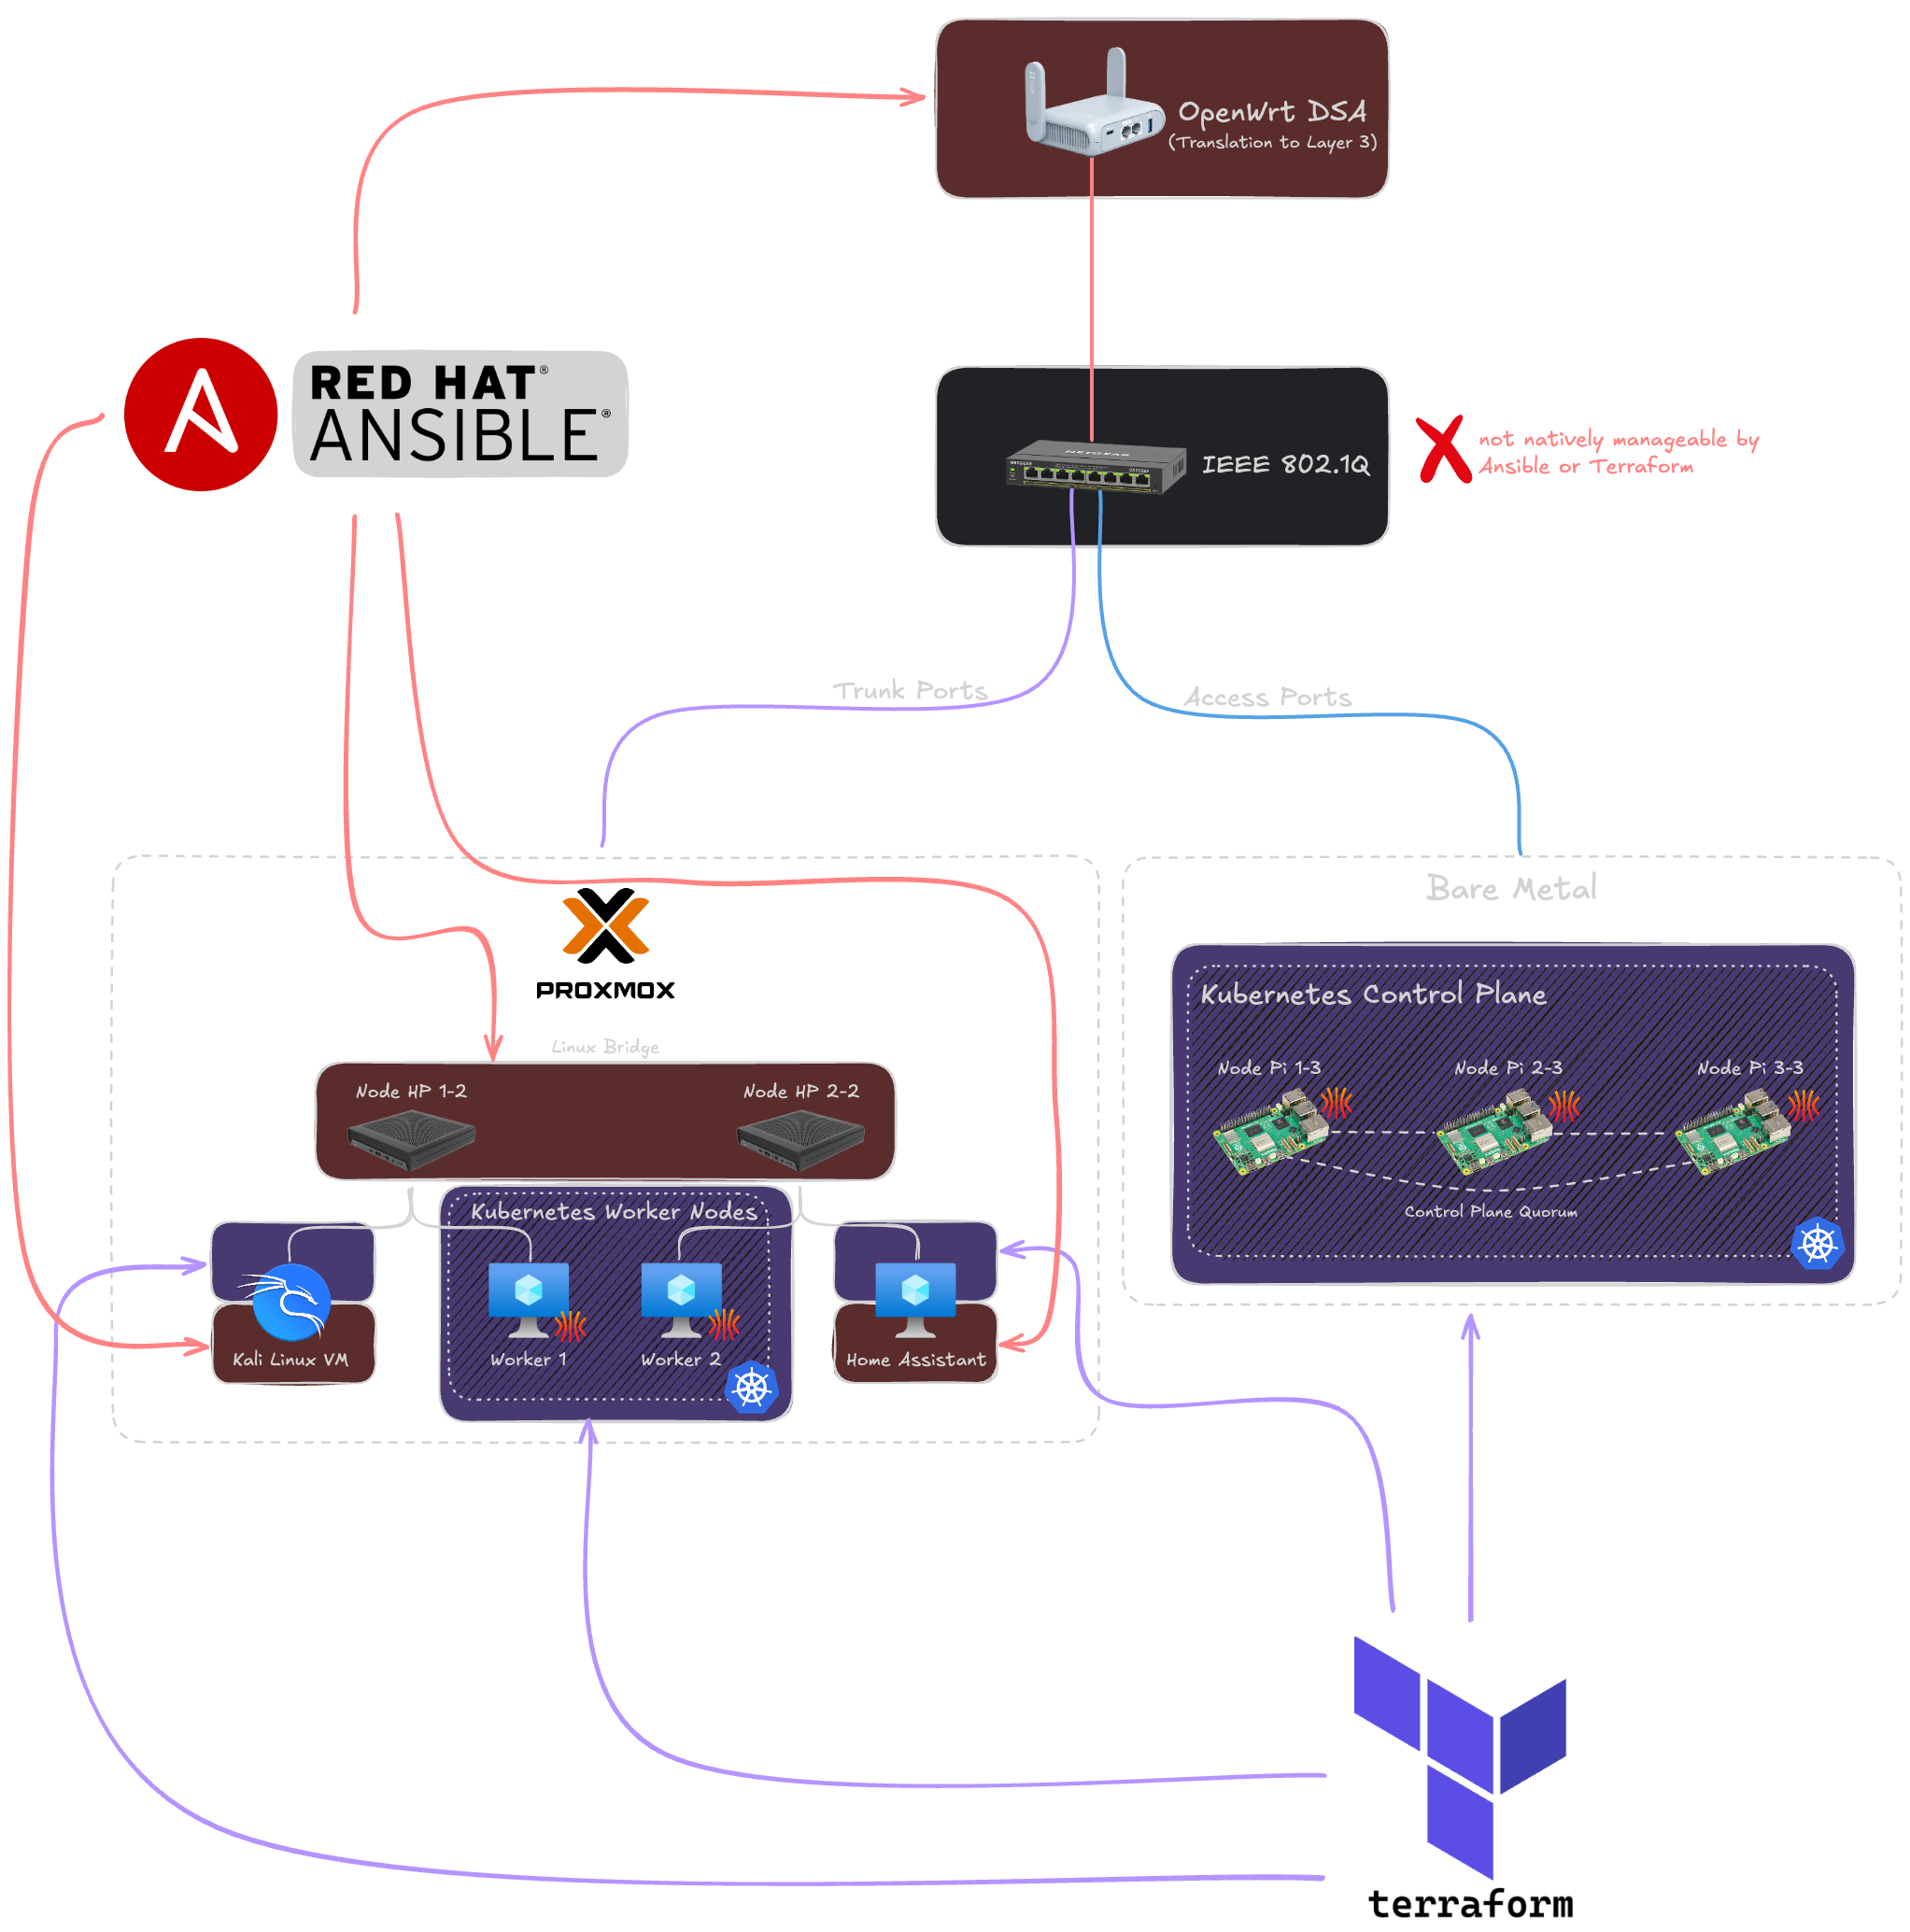 OpenWrt DSA
(Translation to Layer 3)
RED HAT®
ANSIBLE®
NETGEAR
NETGEAR
IEEE 802.1Q
not natively manageable by
Ansible or Terraform
Trunk Ports
Access Ports
PROXMOX
Linux Bridge
Node HP 1-2
Node HP 2-2
Kubernetes Worker Nodes
Worker 1
Worker 2
Kali Linux VM
Home Assistant
Bare Metal
Kubernetes Control Plane
Node Pi 1-3
Node Pi 2-3
Node Pi 3-3
Control Plane Quorum
terraform